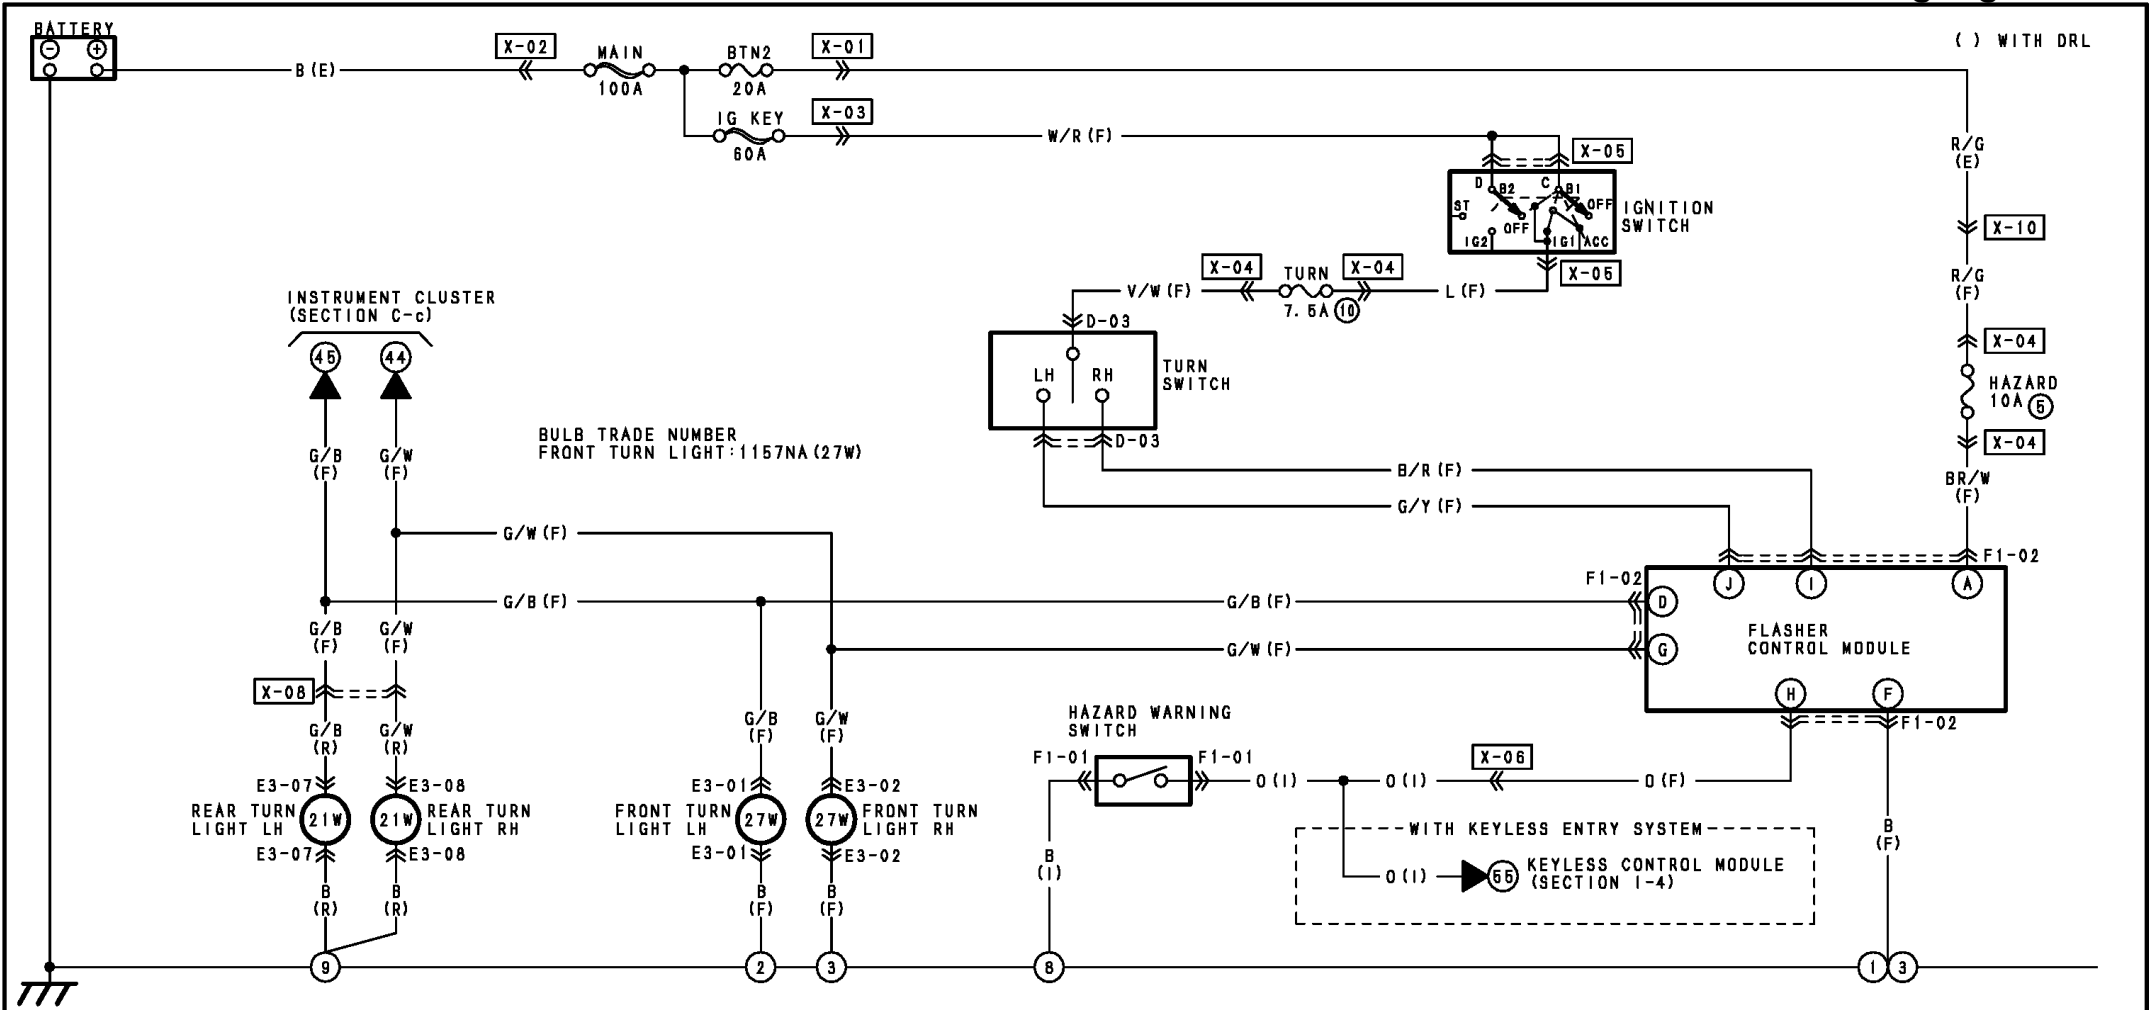 BATTERY
- +
B(E)
X-02
MAIN
100A
BTN2
20A
X-01
( ) WITH DRL
IG KEY
60A
X-03
W/R(F)
X-05
D B2 C B1
ST OFF OFF
IG2 IG1 ACC
IGNITION
SWITCH
X-05
R/G
(E)
X-10
R/G
(F)
X-04
HAZARD
10A 5
X-04
BR/W
(F)
X-04
TURN
7.5A 10
X-04
V/W(F)
L(F)
D-03
LH RH
TURN
SWITCH
D-03
INSTRUMENT CLUSTER
(SECTION C-c)
45 44
G/B
(F)
G/W
(F)
BULB TRADE NUMBER
FRONT TURN LIGHT:1157NA(27W)
B/R(F)
G/Y(F)
G/W(F)
G/B(F)
G/B(F)
G/W(F)
F1-02
F1-02
J I A
D
G
FLASHER
CONTROL MODULE
H F
F1-02
G/B
(F)
G/W
(F)
X-08
G/B
(R)
G/W
(R)
G/B
(F)
G/W
(F)
E3-07
E3-08
E3-01
E3-02
REAR TURN
LIGHT LH
21W
21W
REAR TURN
LIGHT RH
FRONT TURN
LIGHT LH
27W
27W
FRONT TURN
LIGHT RH
E3-07
E3-08
E3-01
E3-02
B
(R)
B
(R)
B
(F)
B
(F)
HAZARD WARNING
SWITCH
F1-01
F1-01
O(I)
O(I)
X-06
O(F)
B
(I)
WITH KEYLESS ENTRY SYSTEM
O(I)
55
KEYLESS CONTROL MODULE
(SECTION I-4)
B
(F)
9 2 3 8 1 3